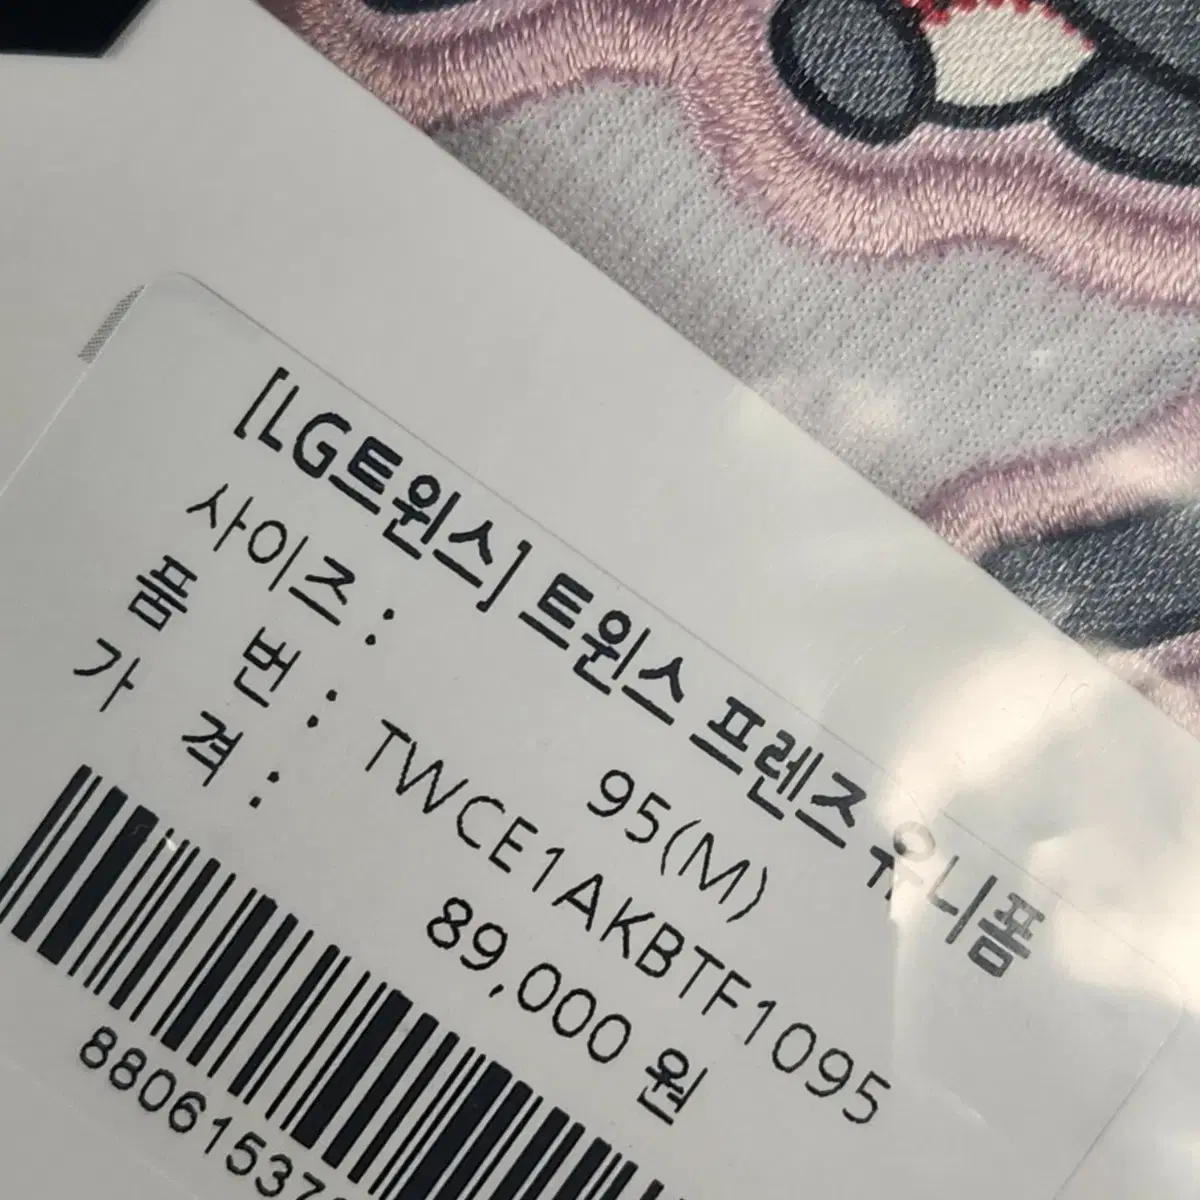 [LG트윈스] 트윈스 프렌즈 유니폼
사이즈 : 95(M)
품 번 : TWCE1AKBTF1095
가 격 : 89,000 원
88061537